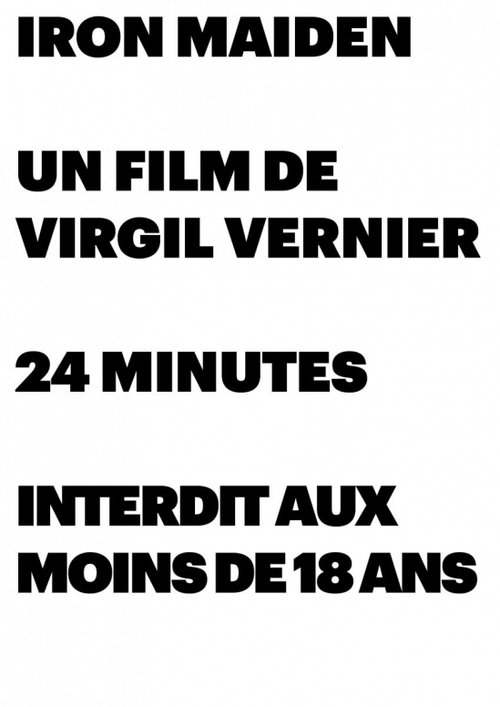 IRON MAIDEN
UN FILM DE
VIRGIL VERNIER
24 MINUTES
INTERDIT AUX
MOINS DE 18 ANS